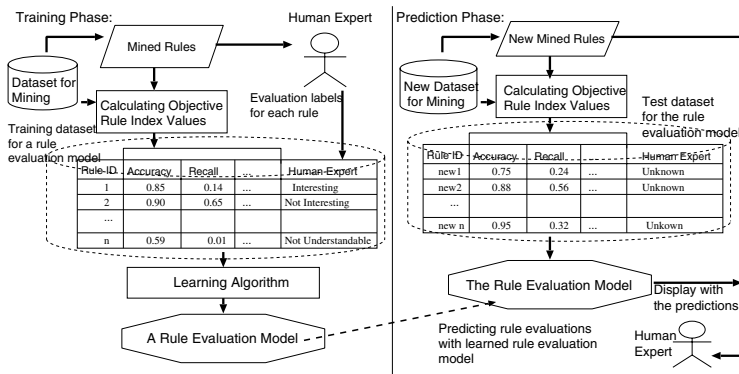 Training Phase:
Mined Rules
Human Expert
Dataset for
Mining
Calculating Objective
Rule Index Values
Evaluation labels
for each rule
Training dataset
for a rule
evaluation model
Rule ID Accuracy Recall ... Human Expert
1 0.85 0.14 ... Interesting
2 0.90 0.65 ... Not Interesting
...
n 0.59 0.01 ... Not Understandable
Learning Algorithm
A Rule Evaluation Model
Prediction Phase:
New Mined Rules
New Dataset
for Mining
Calculating Objective
Rule Index Values
Test dataset
for the rule
evaluation model
Rule ID Accuracy Recall ... Human Expert
new1 0.75 0.24 ... Unknown
new2 0.88 0.56 ... Unknown
...
new n 0.95 0.32 ... Unkown
The Rule Evaluation Model
Display with
the predictions
Predicting rule evaluations
with learned rule evaluation
model
Human
Expert